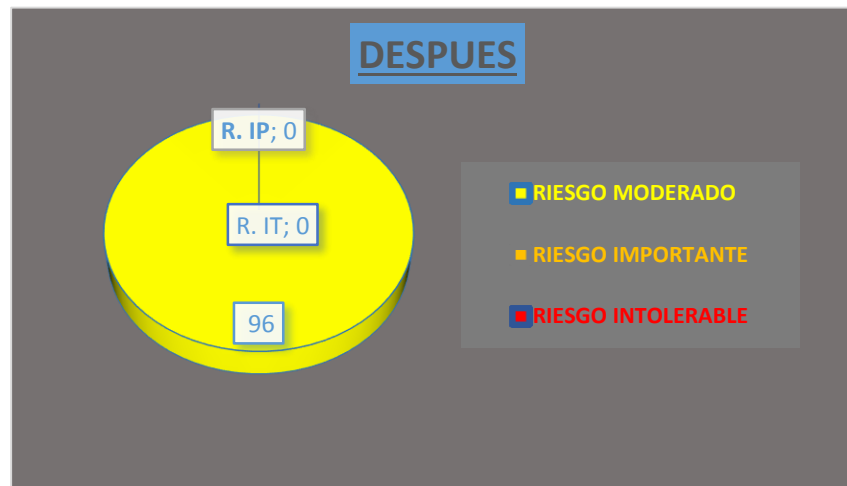 DESPUES
R. IP; 0
R. IT; 0
96
RIESGO MODERADO
RIESGO IMPORTANTE
RIESGO INTOLERABLE